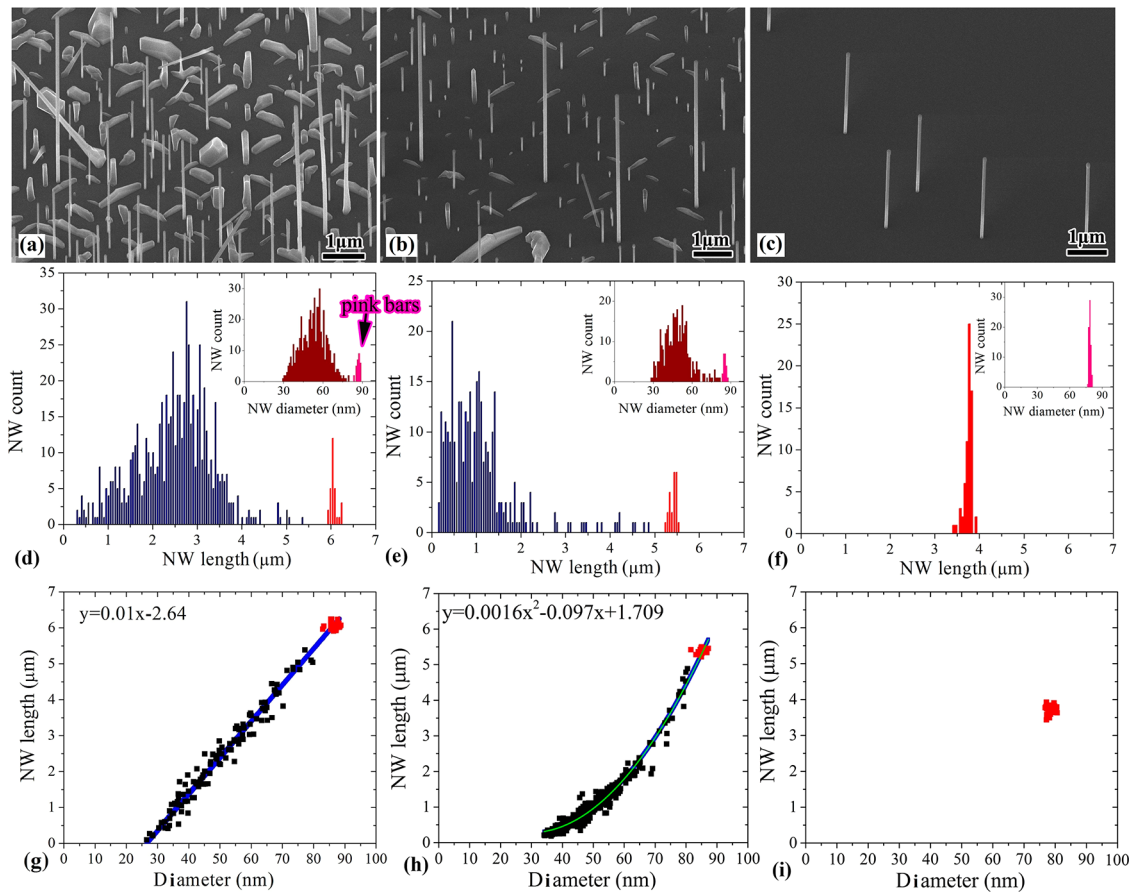 (a)
1µm
(b)
1µm
(c)
1µm
35
30
25
20
15
10
5
0
NW count
0 1 2 3 4 5 6 7
NW length (µm)
(d)
30
20
10
0
NW count
0 30 60 90
NW diameter (nm)
pink bars
25
20
15
10
5
0
NW count
0 1 2 3 4 5 6 7
NW length (µm)
(e)
20
10
0
NW count
0 30 60 90
NW diameter (nm)
30
25
20
15
10
5
0
NW count
0 1 2 3 4 5 6 7
NW length (µm)
(f)
30
20
10
0
NW count
0 30 60 90
NW diameter (nm)
y=0.01x-2.64
7
6
5
4
3
2
1
0
NW length (µm)
0 10 20 30 40 50 60 70 80 90 100
Diameter (nm)
(g)
y=0.0016x²-0.097x+1.709
7
6
5
4
3
2
1
0
NW length (µm)
0 10 20 30 40 50 60 70 80 90 100
Diameter (nm)
(h)
7
6
5
4
3
2
1
0
NW length (µm)
0 10 20 30 40 50 60 70 80 90 100
Diameter (nm)
(i)